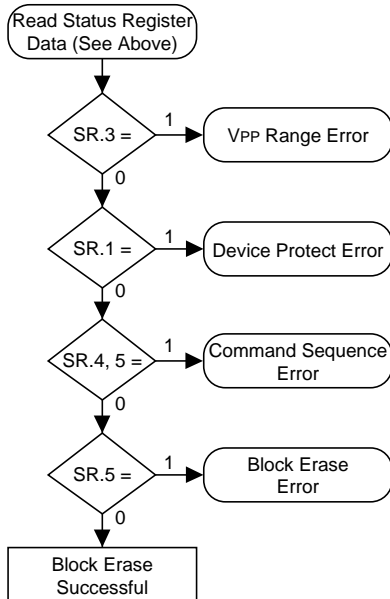 Read Status Register
Data (See Above)
SR.3 =
1
VPP Range Error
0
SR.1 =
1
Device Protect Error
0
SR.4, 5 =
1
Command Sequence
Error
0
SR.5 =
1
Block Erase
Error
0
Block Erase
Successful